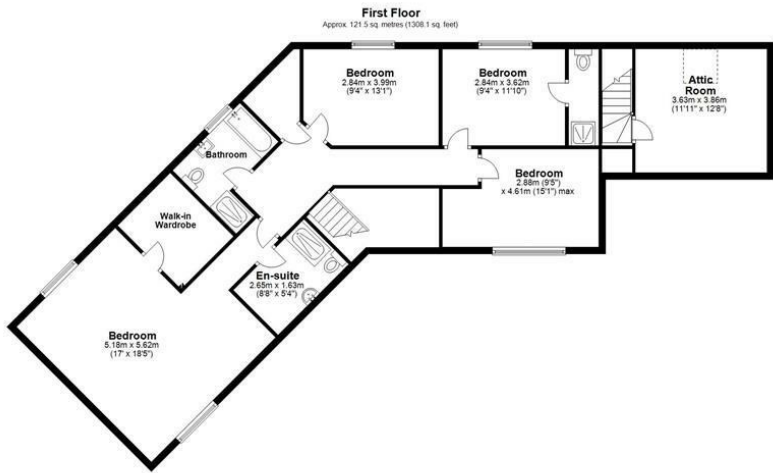 First Floor
Approx. 121.5 sq. metres (1308.1 sq. feet)
Bedroom
2.84m x 3.99m
(9'4" x 13'1")
Bedroom
2.84m x 3.62m
(9'4" x 11'10")
Attic
Room
3.63m x 3.86m
(11'11" x 12'8")
Bathroom
Bedroom
2.88m (9'5")
x 4.61m (15'1") max
Walk-in
Wardrobe
En-suite
2.65m x 1.63m
(8'8" x 5'4")
Bedroom
5.18m x 5.62m
(17' x 18'5")